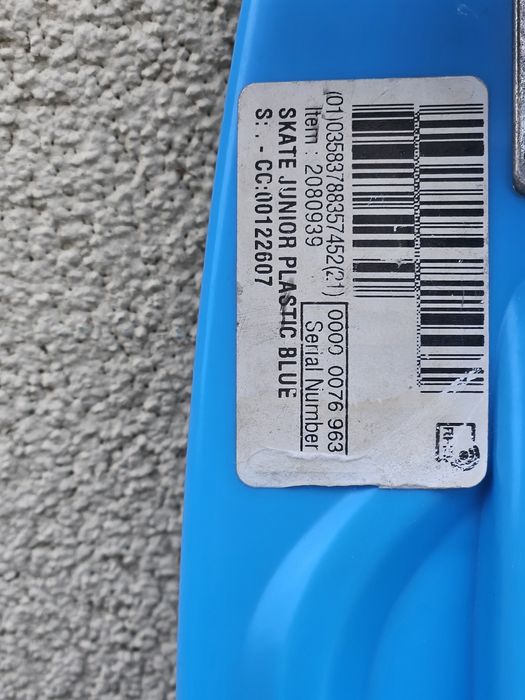 (01)03583788357452(21)
0000 0076 963
Item : 2080939
Serial Number
SKATE JUNIOR PLASTIC BLUE
S: . - CC:00122607